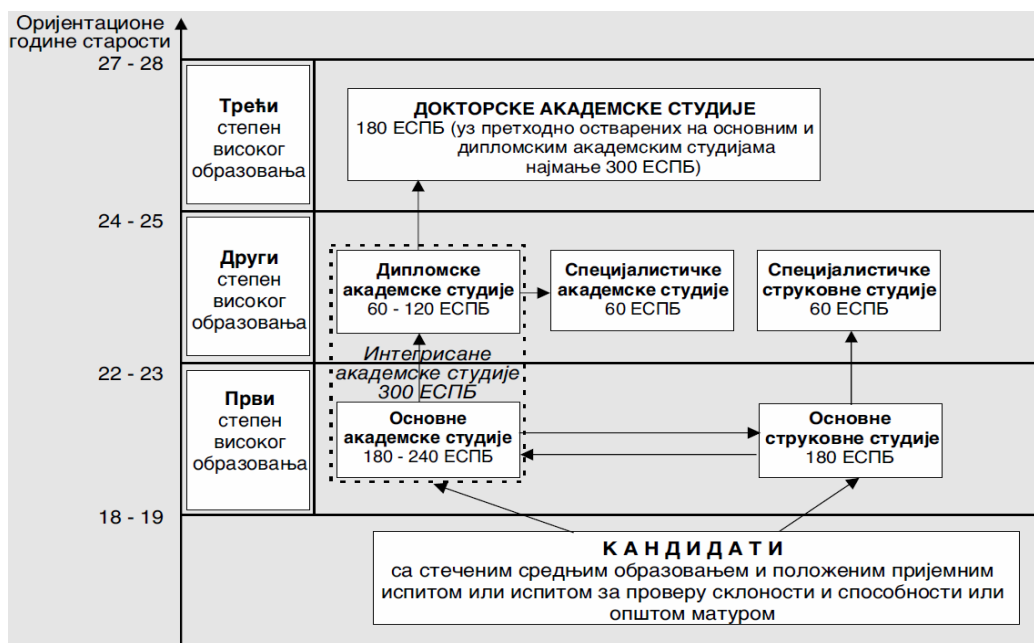 Оријентационе
године старости
27 - 28
Трећи
степен
високог
образовања
ДОКТОРСКЕ АКАДЕМСКЕ СТУДИЈЕ
180 ЕСПБ (уз претходно остварених на основним и
дипломским академским студијама
најмање 300 ЕСПБ)
24 - 25
Други
степен
високог
образовања
Дипломске
академске студије
60 - 120 ЕСПБ
Специјалистичке
академске студије
60 ЕСПБ
Специјалистичке
струковне студије
60 ЕСПБ
Интегрисане
академске студије
300 ЕСПБ
22 - 23
Први
степен
високог
образовања
Основне
академске студије
180 - 240 ЕСПБ
Основне
струковне студије
180 ЕСПБ
18 - 19
К А Н Д И Д А Т И
са стеченим средњим образовањем и положеним пријемним
испитом или испитом за проверу склоности и способности или
општом матуром